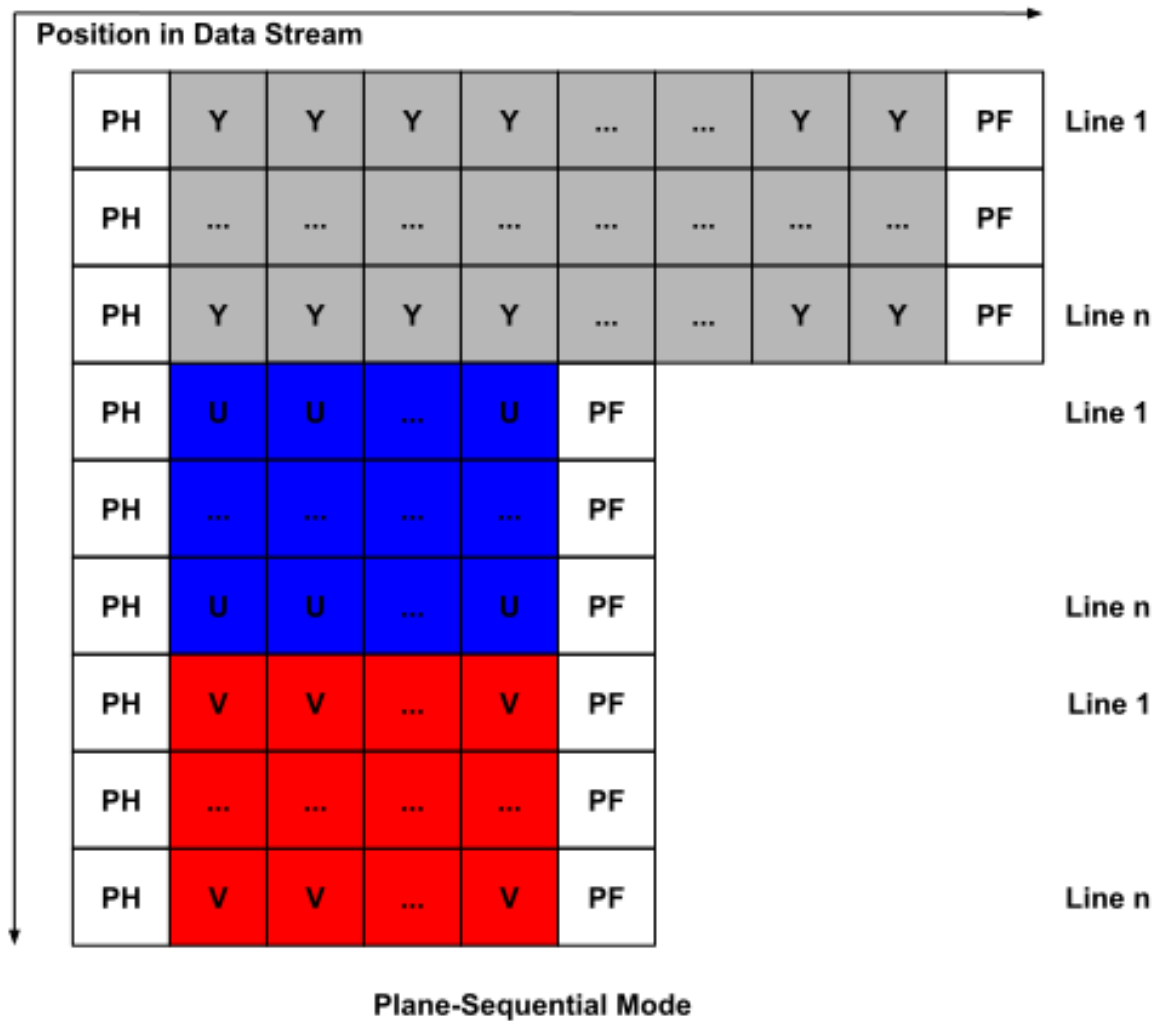 Position in Data Stream
PH Y Y Y Y ... ... Y Y PF Line 1
PH ... ... ... ... ... ... ... ... PF
PH Y Y Y Y ... ... Y Y PF Line n
PH U U ... U PF Line 1
PH ... ... ... ... PF
PH U U ... U PF Line n
PH V V ... V PF Line 1
PH ... ... ... ... PF
PH V V ... V PF Line n
Plane-Sequential Mode